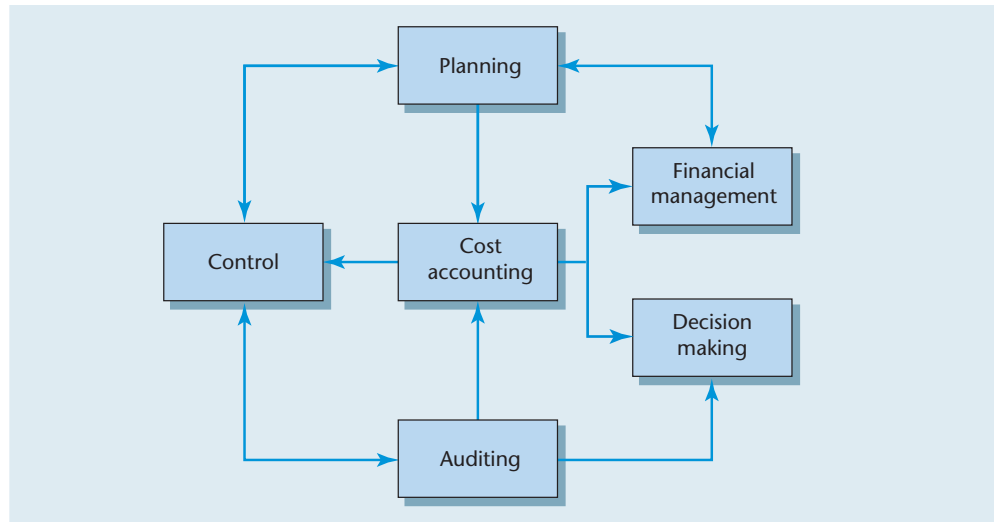 Planning
Financial
management
Control
Cost
accounting
Decision
making
Auditing